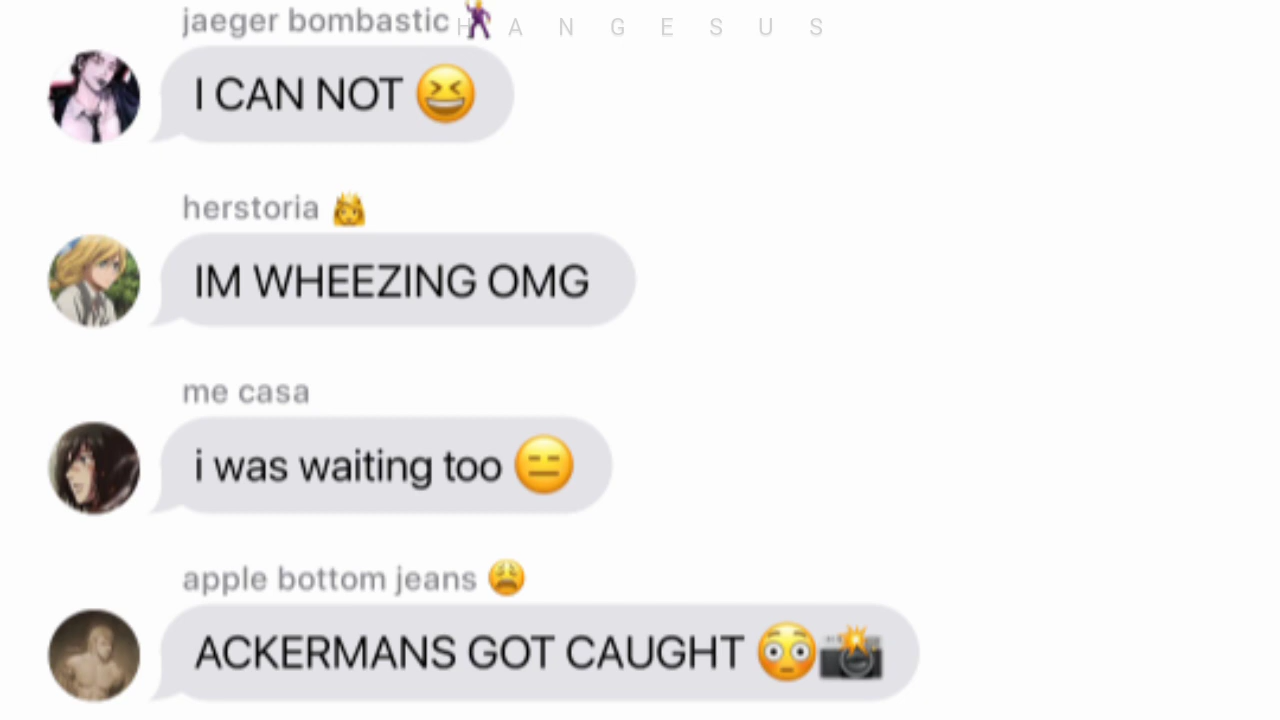 jaeger bombastic 🕺
HANGESUS
I CAN NOT 😆
herstoria 👸
IM WHEEZING OMG
me casa
i was waiting too 😑
apple bottom jeans 😩
ACKERMANS GOT CAUGHT 😳📸